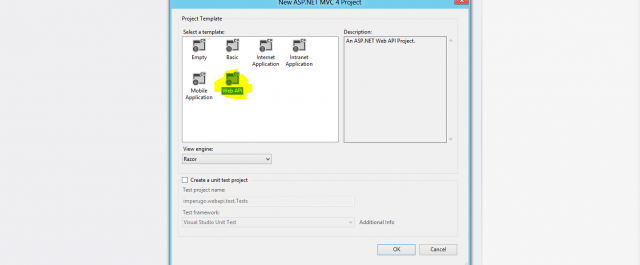 New ASP.NET MVC 4 Project
Project Template
Select a template:
Description:
Empty
Basic
Internet Application
Intranet Application
An ASP.NET Web API Project.
Mobile Application
Web API
View engine:
Razor
Create a unit test project
Test project name:
imperugo.webapi.test.Tests
Test framework:
Visual Studio Unit Test
Additional Info
OK
Cancel